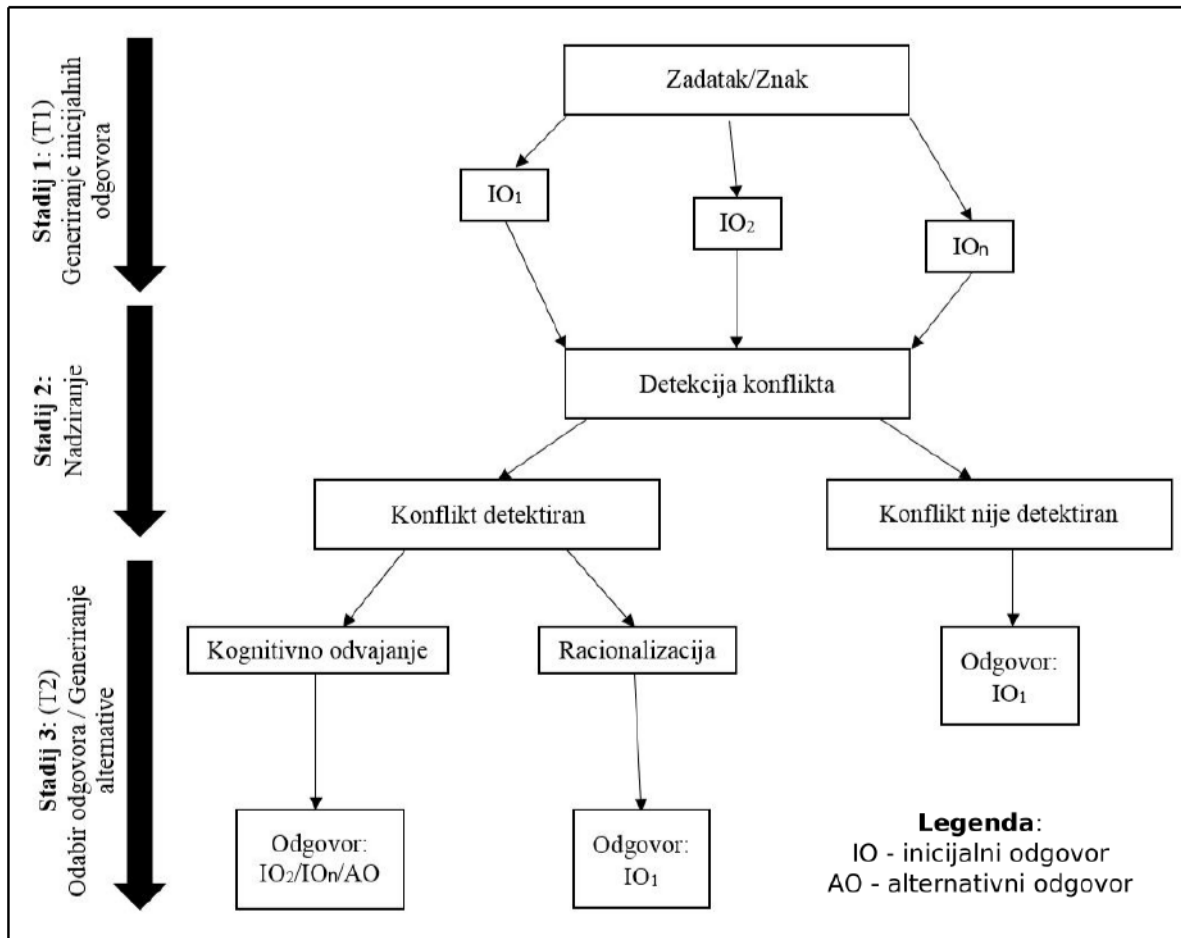 Stadij 1: (T1)
Generiranje inicijalnih
odgovora
Zadatak/Znak
IO₁
IO₂
IOₙ
Stadij 2:
Nadziranje
Detekcija konflikta
Konflikt detektiran
Konflikt nije detektiran
Stadij 3: (T2)
Odabir odgovora / Generiranje
alternative
Kognitivno odvajanje
Racionalizacija
Odgovor:
IO₁
Odgovor:
IO₂/IOₙ/AO
Odgovor:
IO₁
Legenda:
IO - inicijalni odgovor
AO - alternativni odgovor